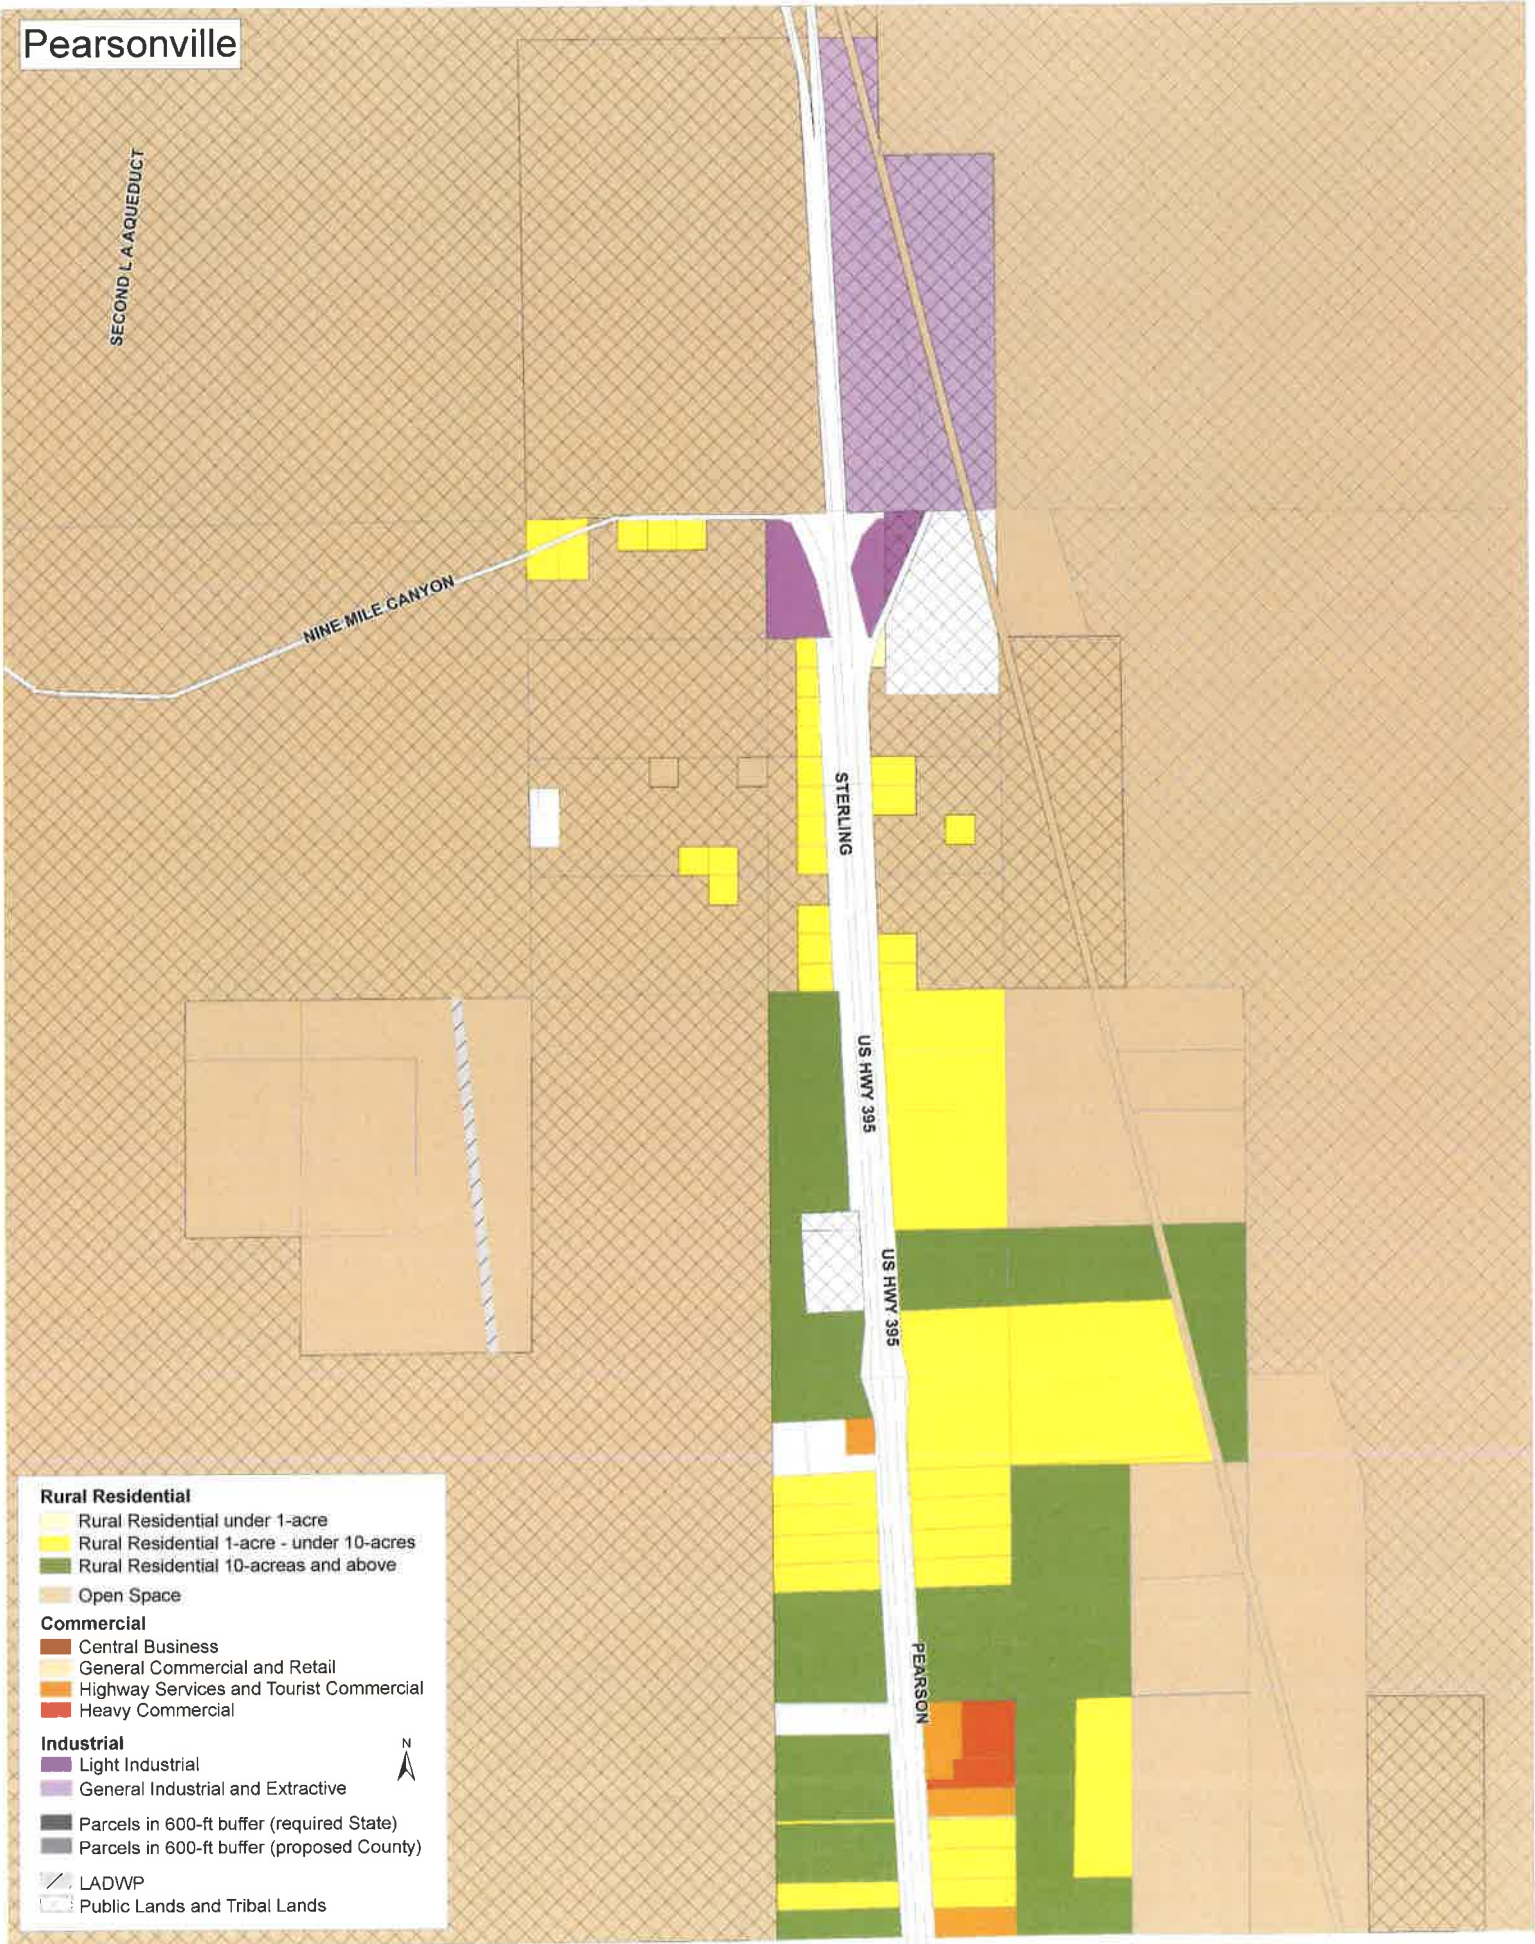 Pearsonville
SECOND LA AQUEDUCT
NINE MILE CANYON
STERLING
US HWY 395
US HWY 395
PEARSON
Rural Residential
Rural Residential under 1-acre
Rural Residential 1-acre - under 10-acres
Rural Residential 10-acreas and above
Open Space
Commercial
Central Business
General Commercial and Retail
Highway Services and Tourist Commercial
Heavy Commercial
Industrial
N
Light Industrial
General Industrial and Extractive
Parcels in 600-ft buffer (required State)
Parcels in 600-ft buffer (proposed County)
LADWP
Public Lands and Tribal Lands